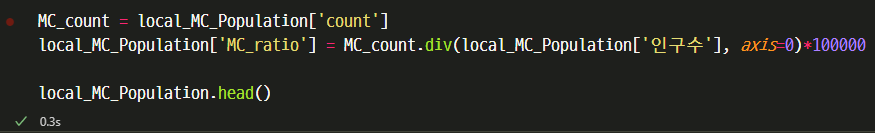 MC_count = local_MC_Population['count']
local_MC_Population['MC_ratio'] = MC_count.div(local_MC_Population['인구수'], axis=0)*100000
local_MC_Population.head()
0.3s